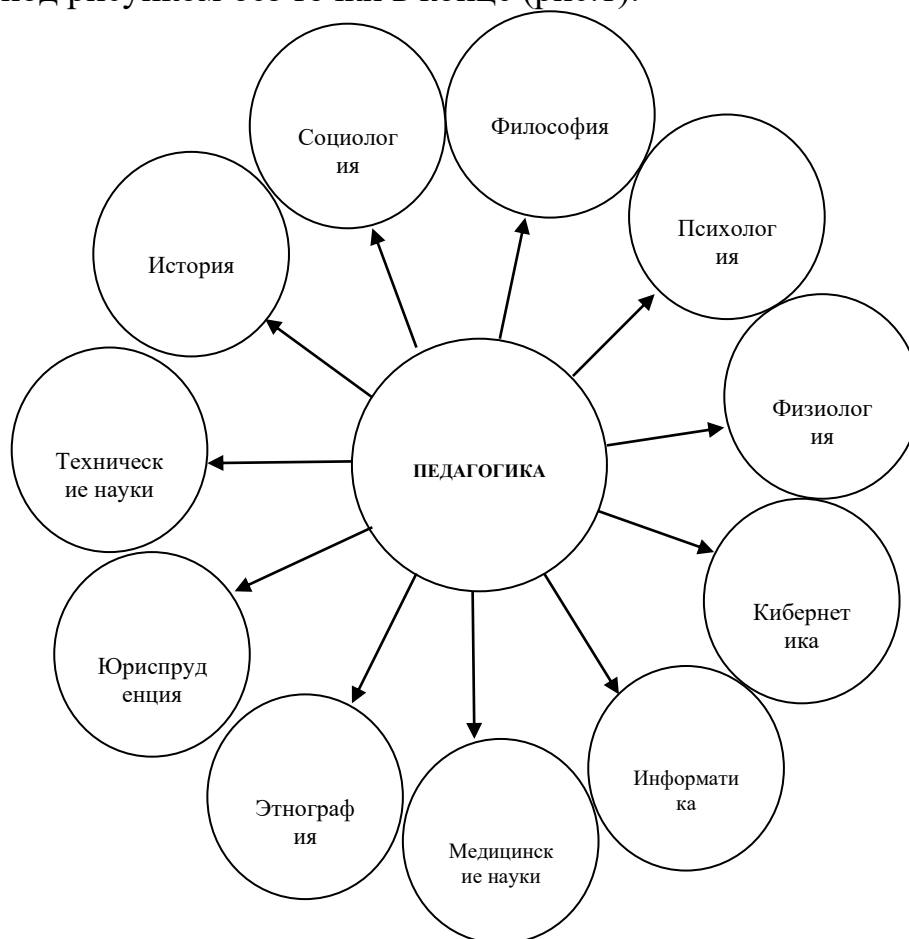 под рисунком без точки в конце (рис.1).
Философия
Социолог
ия
Психолог
ия
История
Физиолог
ия
Техническ
ие науки
ПЕДАГОГИКА
Кибернет
ика
Юриспруд
енция
Информати
ка
Этнограф
ия
Медицинск
ие науки